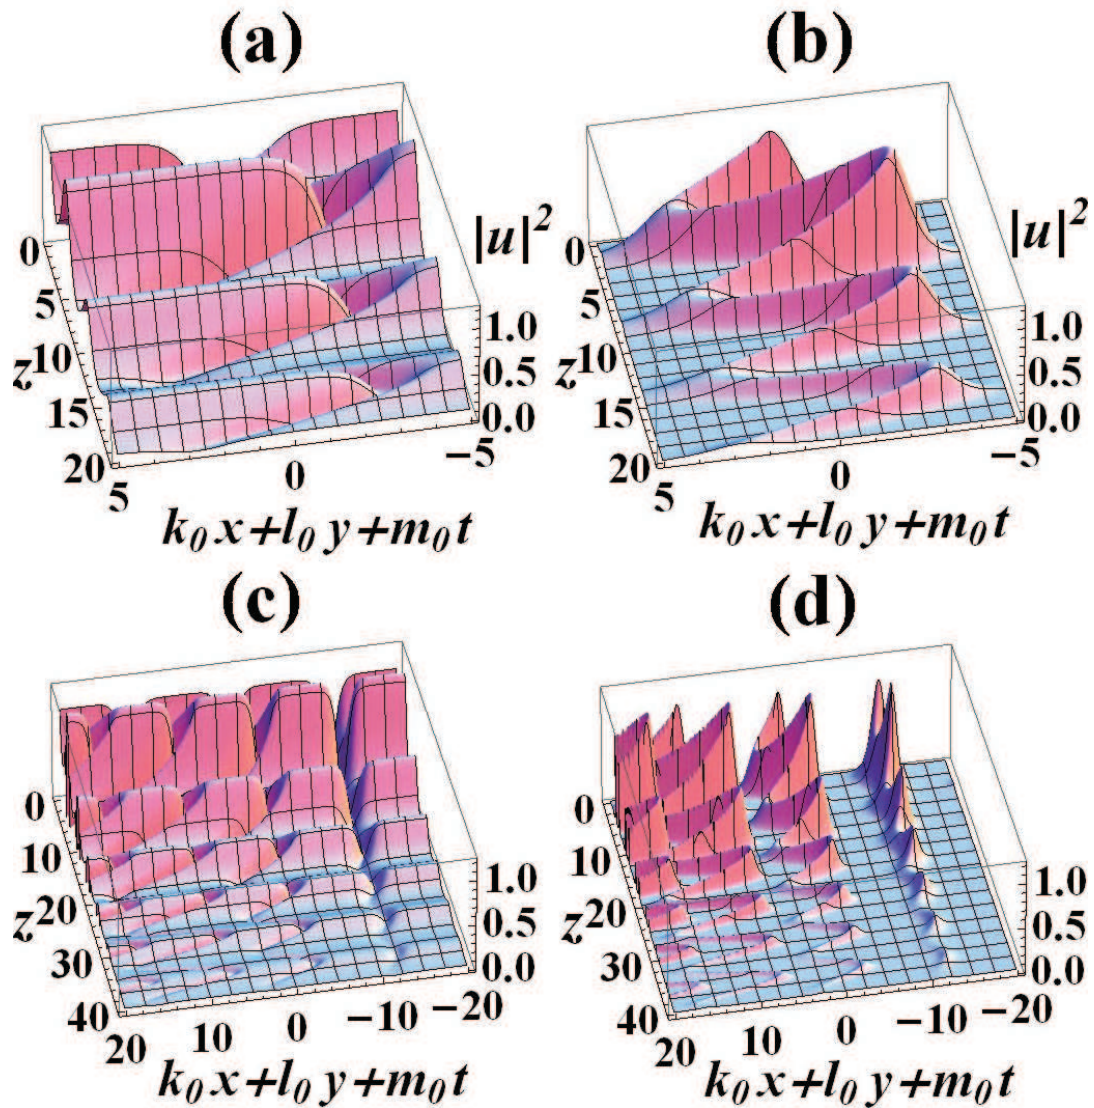 (a) (b)
|u|² |u|²
0 0
5 5
z 10 1.0 z 10 1.0
0.5 0.5
15 0.0 15 0.0
20 5 0 −5 20 5 0 −5
k₀x+l₀y+m₀t k₀x+l₀y+m₀t
(c) (d)
0 0
10 10
z 20 1.0 z 20 1.0
0.5 0.5
30 0.0 30 0.0
40 20 10 0 −10 −20 40 20 10 0 −10 −20
k₀x+l₀y+m₀t k₀x+l₀y+m₀t